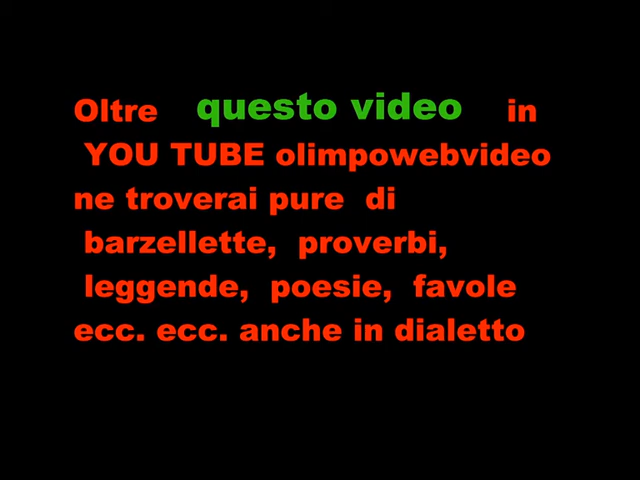 Oltre questo video in
YOU TUBE olimpowebvideo
ne troverai pure di
barzellette, proverbi,
leggende, poesie, favole
ecc. ecc. anche in dialetto